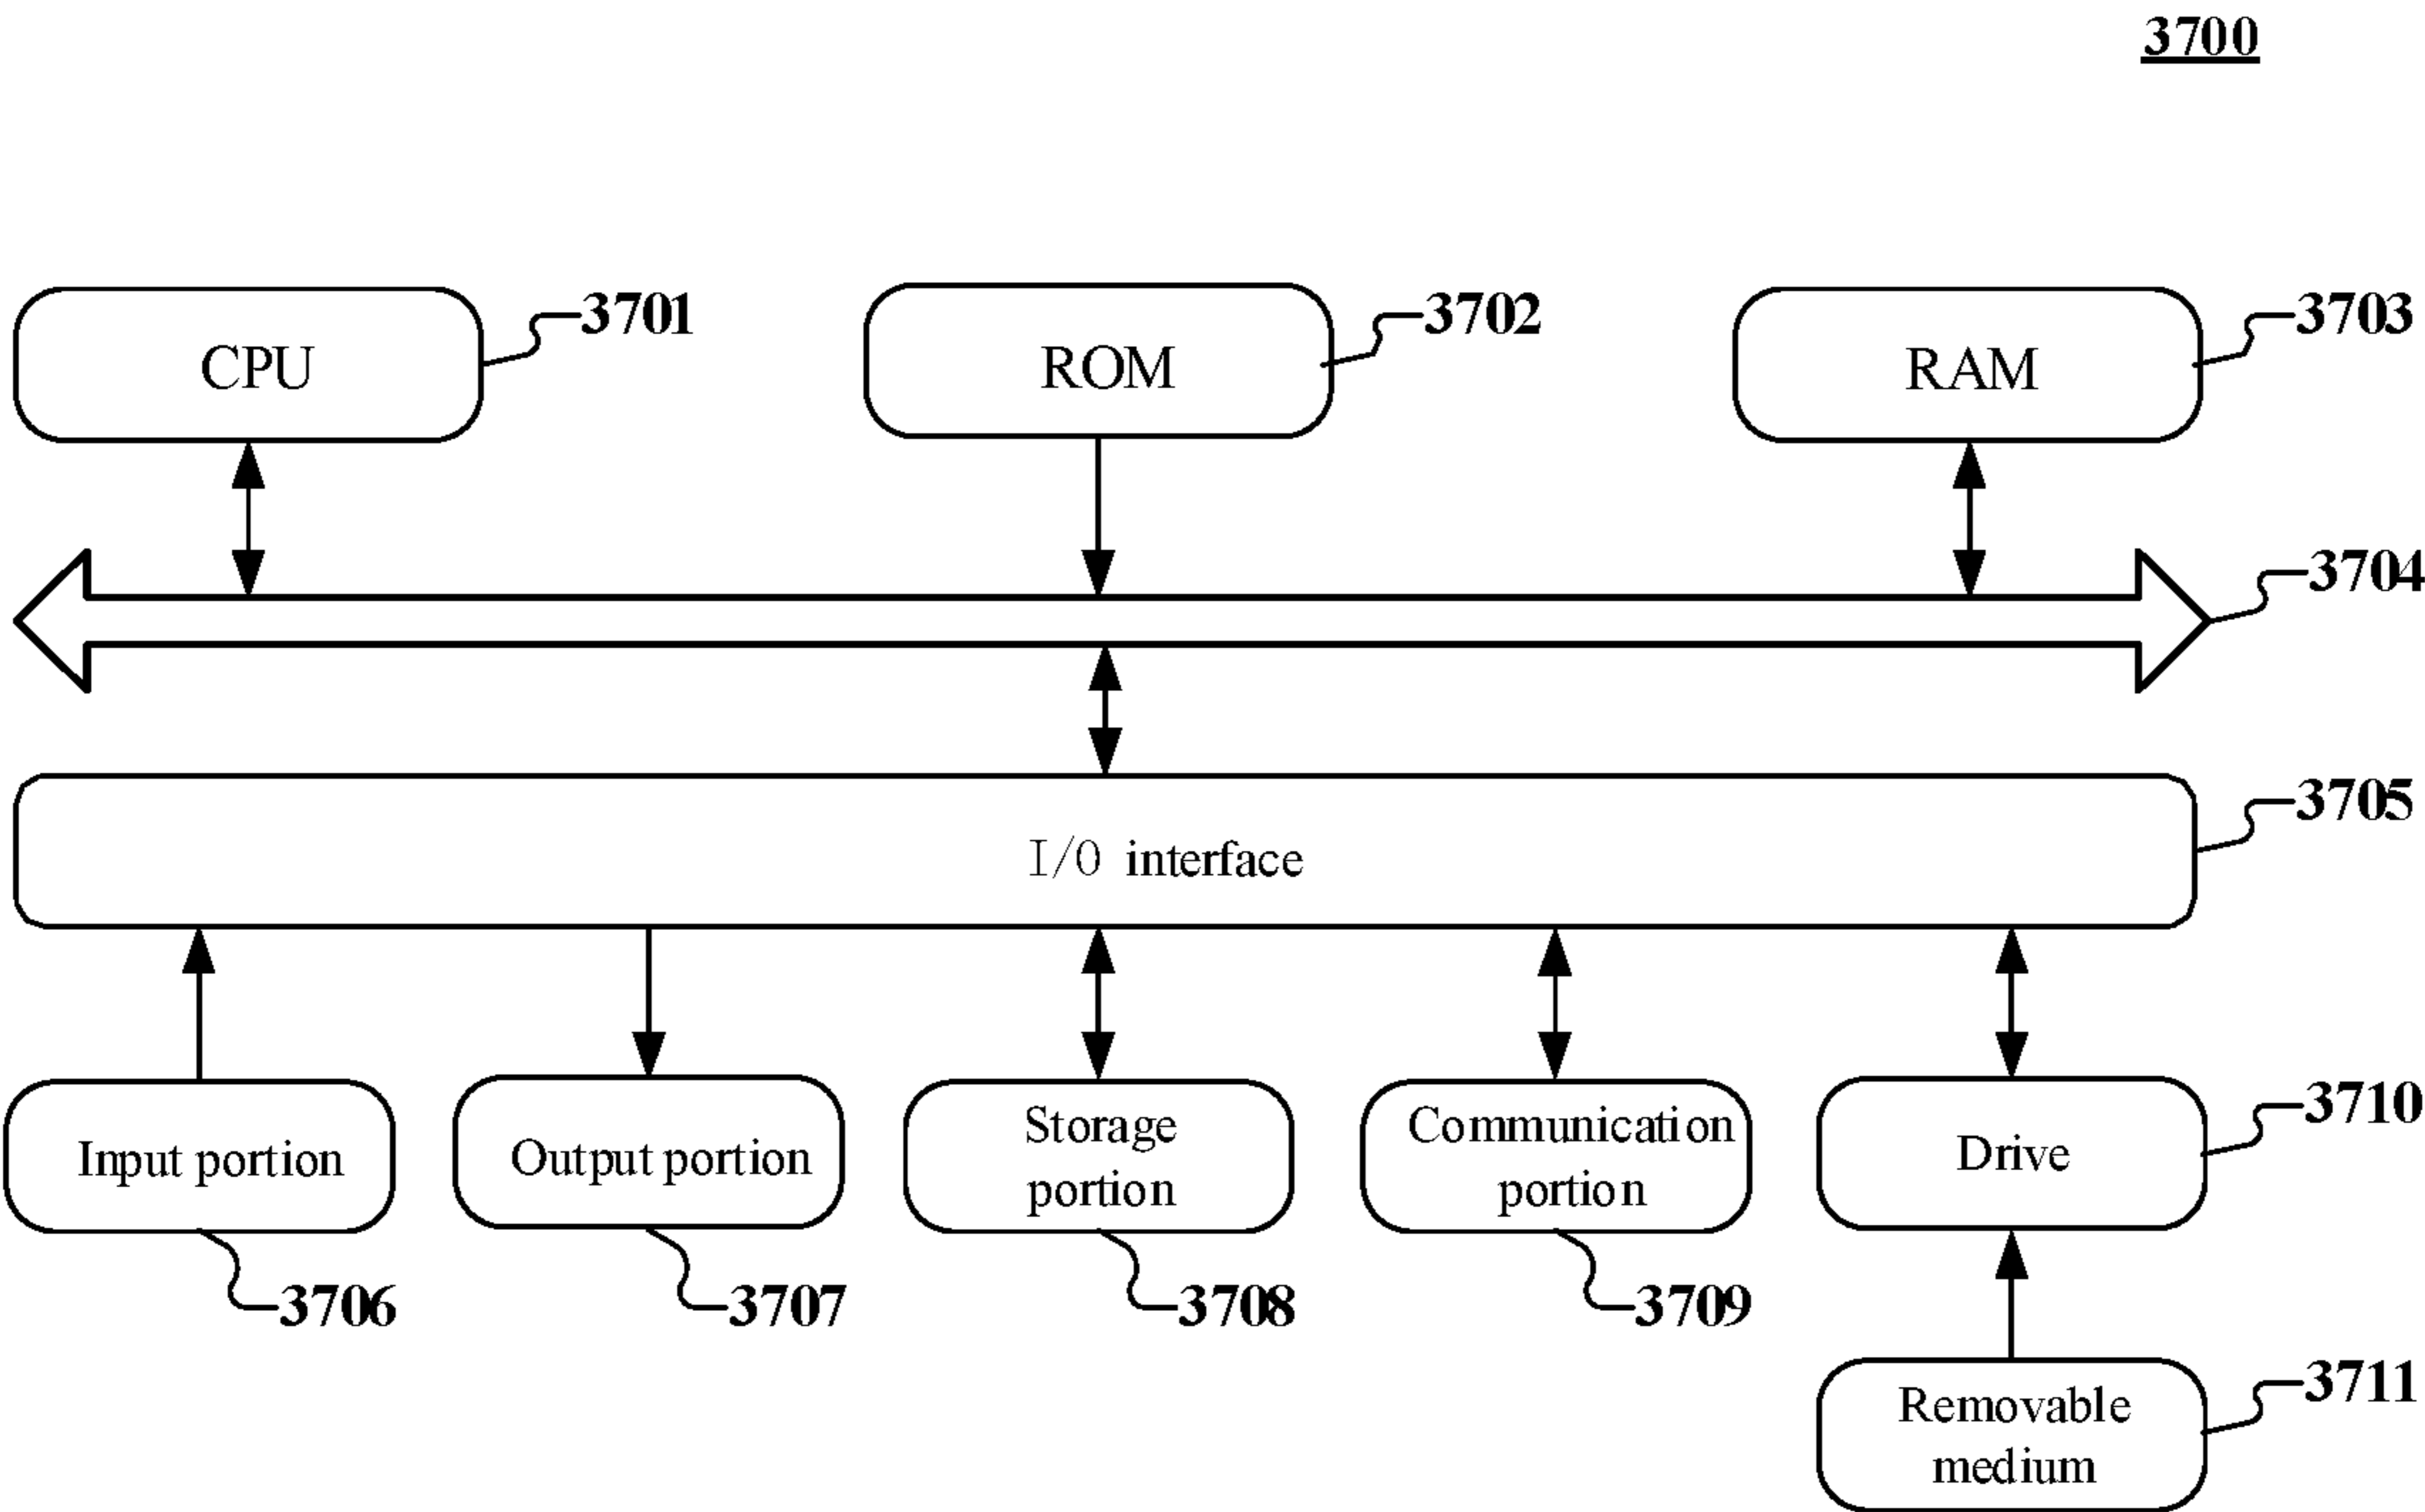 3700
3701
3702
3703
CPU
ROM
RAM
3704
3705
I/O interface
3710
Input portion
Output portion
Storage
portion
Communication
portion
Drive
3706
3707
3708
3709
3711
Removable
medium